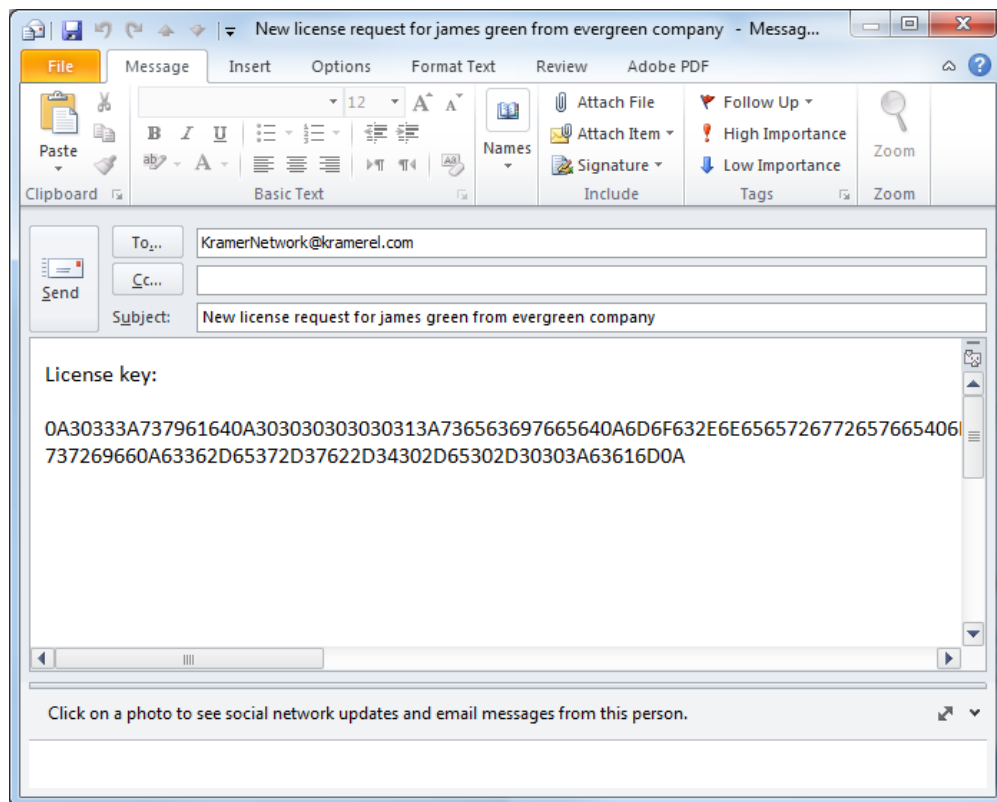 New license request for james green from evergreen company - Messag...
File Message Insert Options Format Text Review Adobe PDF
12 A A Attach File Follow Up
B I U Attach Item High Importance
Paste Names Zoom
ab A Signature Low Importance
Clipboard Basic Text Include Tags Zoom
To... KramerNetwork@kramerel.com
Cc...
Send
Subject: New license request for james green from evergreen company
License key:
0A30333A737961640A303030303030313A736563697665640A6D6F632E6E6565726772657665406
737269660A63362D65372D37622D34302D65302D30303A63616D0A
Click on a photo to see social network updates and email messages from this person.